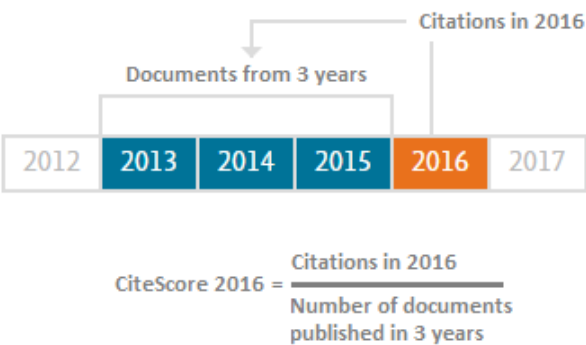 Citations in 2016
Documents from 3 years
2012 2013 2014 2015 2016 2017
Citations in 2016
CiteScore 2016 =
Number of documents
published in 3 years